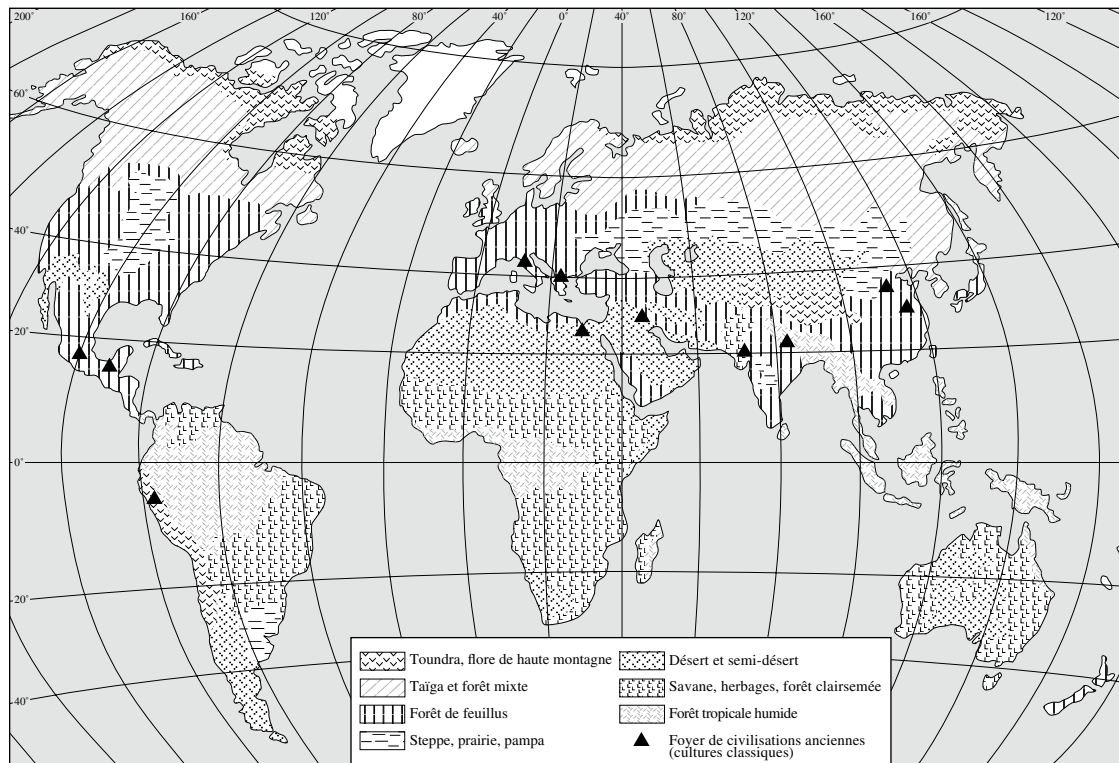 200° 160° 120° 80° 40° 0° 40° 80° 120° 160° 160° 120°
60°
40°
20°
0°
20°
40°
Toundra, flore de haute montagne
Taïga et forêt mixte
Forêt de feuillus
Steppe, prairie, pampa
Désert et semi-désert
Savane, herbages, forêt clairsemée
Forêt tropicale humide
Foyer de civilisations anciennes
(cultures classiques)